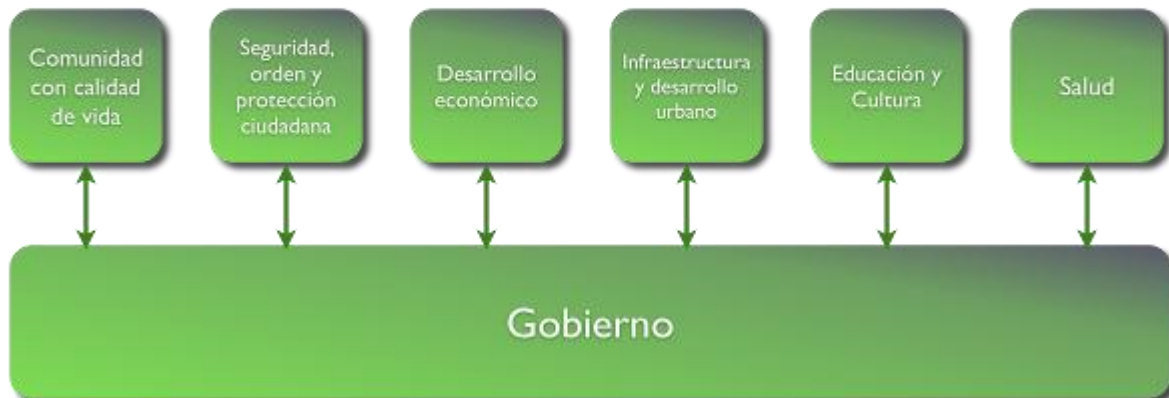 Comunidad
con calidad
de vida
Seguridad,
orden y
protección
ciudadana
Desarrollo
económico
Infraestructura
y desarrollo
urbano
Educación y
Cultura
Salud
Gobierno